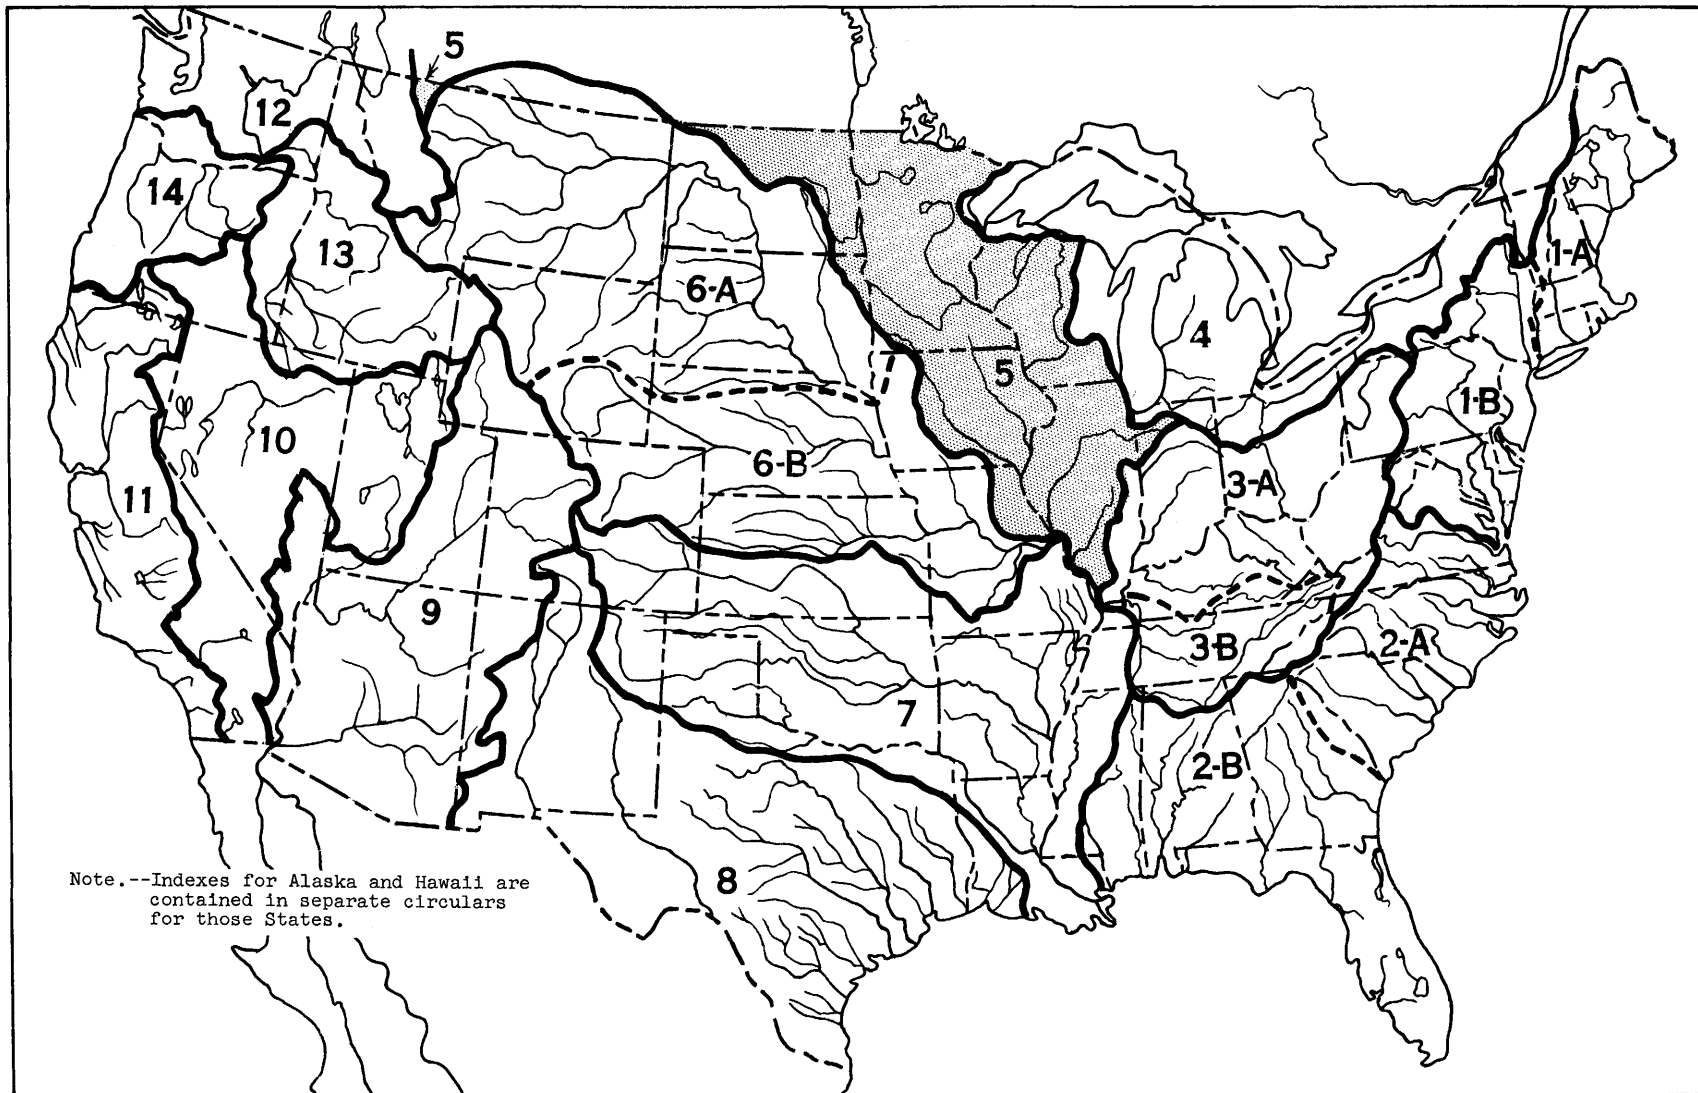 5
12
14
13
1-A
6-A
4
5
1-B
10
6-B
3-A
11
9
3-B
2-A
7
2-B
8
Note.--Indexes for Alaska and Hawaii are
contained in separate circulars
for those States.